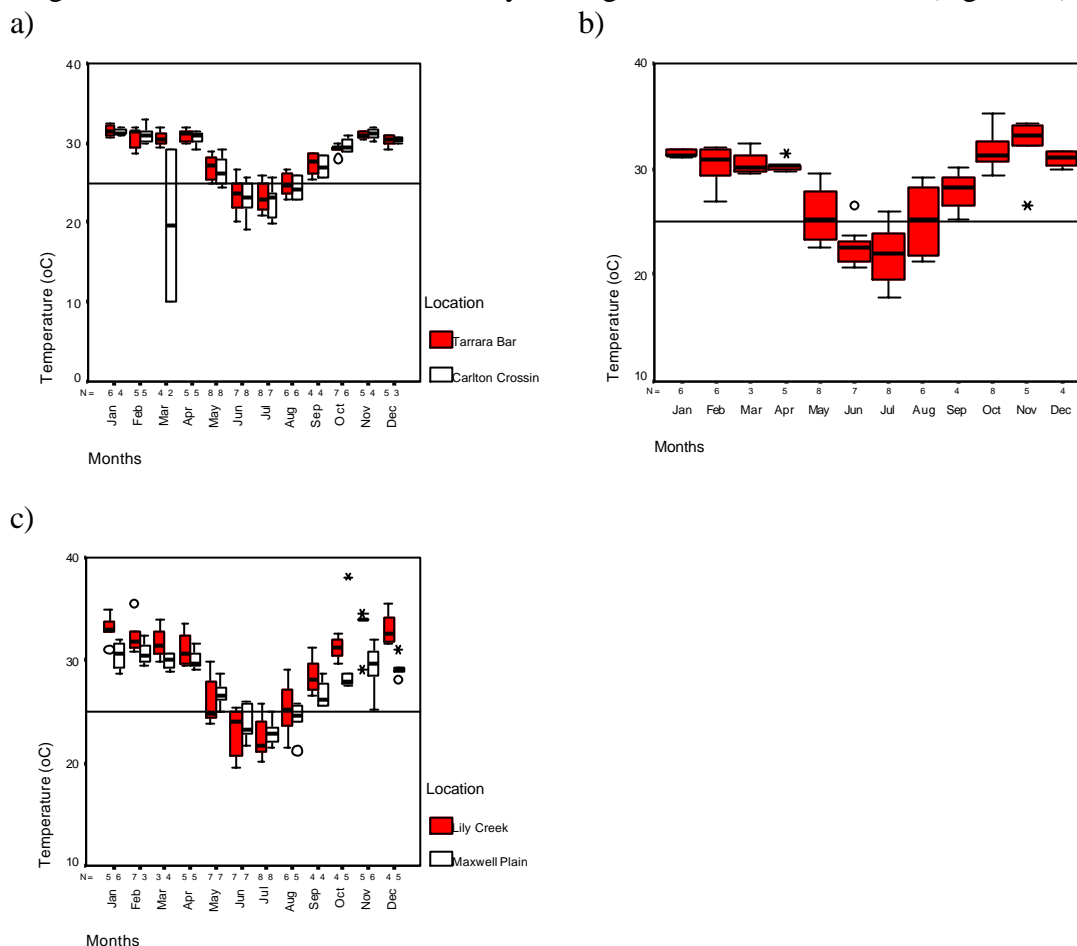 a)
40
30
20
10
0
Temperature (oC)
N = 6 4 5 5 4 2 5 5 8 8 7 8 8 7 6 6 4 4 7 6 4 4 5 3
Jan Feb Mar Apr May Jun Jul Aug Sep Oct Nov Dec
Months
Location
Tarrara Bar
Carlton Crossin
b)
40
30
20
10
Temperature (oC)
N = 6 6 3 5 8 7 8 6 4 8 5 4
Jan Feb Mar Apr May Jun Jul Aug Sep Oct Nov Dec
Months
c)
40
30
20
10
Temperature (oC)
N = 5 6 7 3 3 4 5 5 7 7 7 7 8 8 6 5 4 4 4 5 5 6 4 5
Jan Feb Mar Apr May Jun Jul Aug Sep Oct Nov Dec
Months
Location
Lily Creek
Maxwell Plain